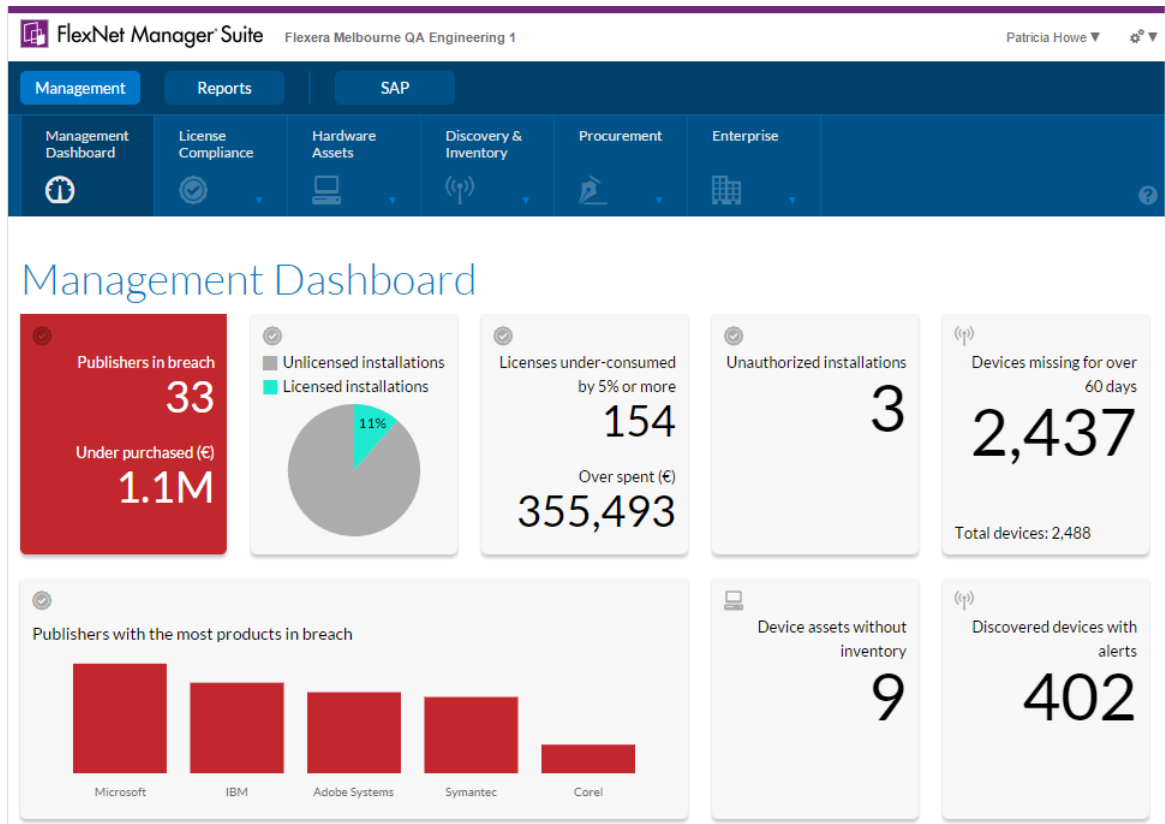 FlexNet Manager Suite Flexera Melbourne QA Engineering 1 Patricia Howe ▼
Management Reports SAP
Management
Dashboard
License
Compliance
Hardware
Assets
Discovery &
Inventory
Procurement
Enterprise
?
Management Dashboard
Publishers in breach
33
Under purchased (€)
1.1M
Unlicensed installations
Licensed installations
11%
Licenses under-consumed
by 5% or more
154
Over spent (€)
355,493
Unauthorized installations
3
Devices missing for over
60 days
2,437
Total devices: 2,488
Publishers with the most products in breach
Microsoft IBM Adobe Systems Symantec Corel
Device assets without
inventory
9
Discovered devices with
alerts
402